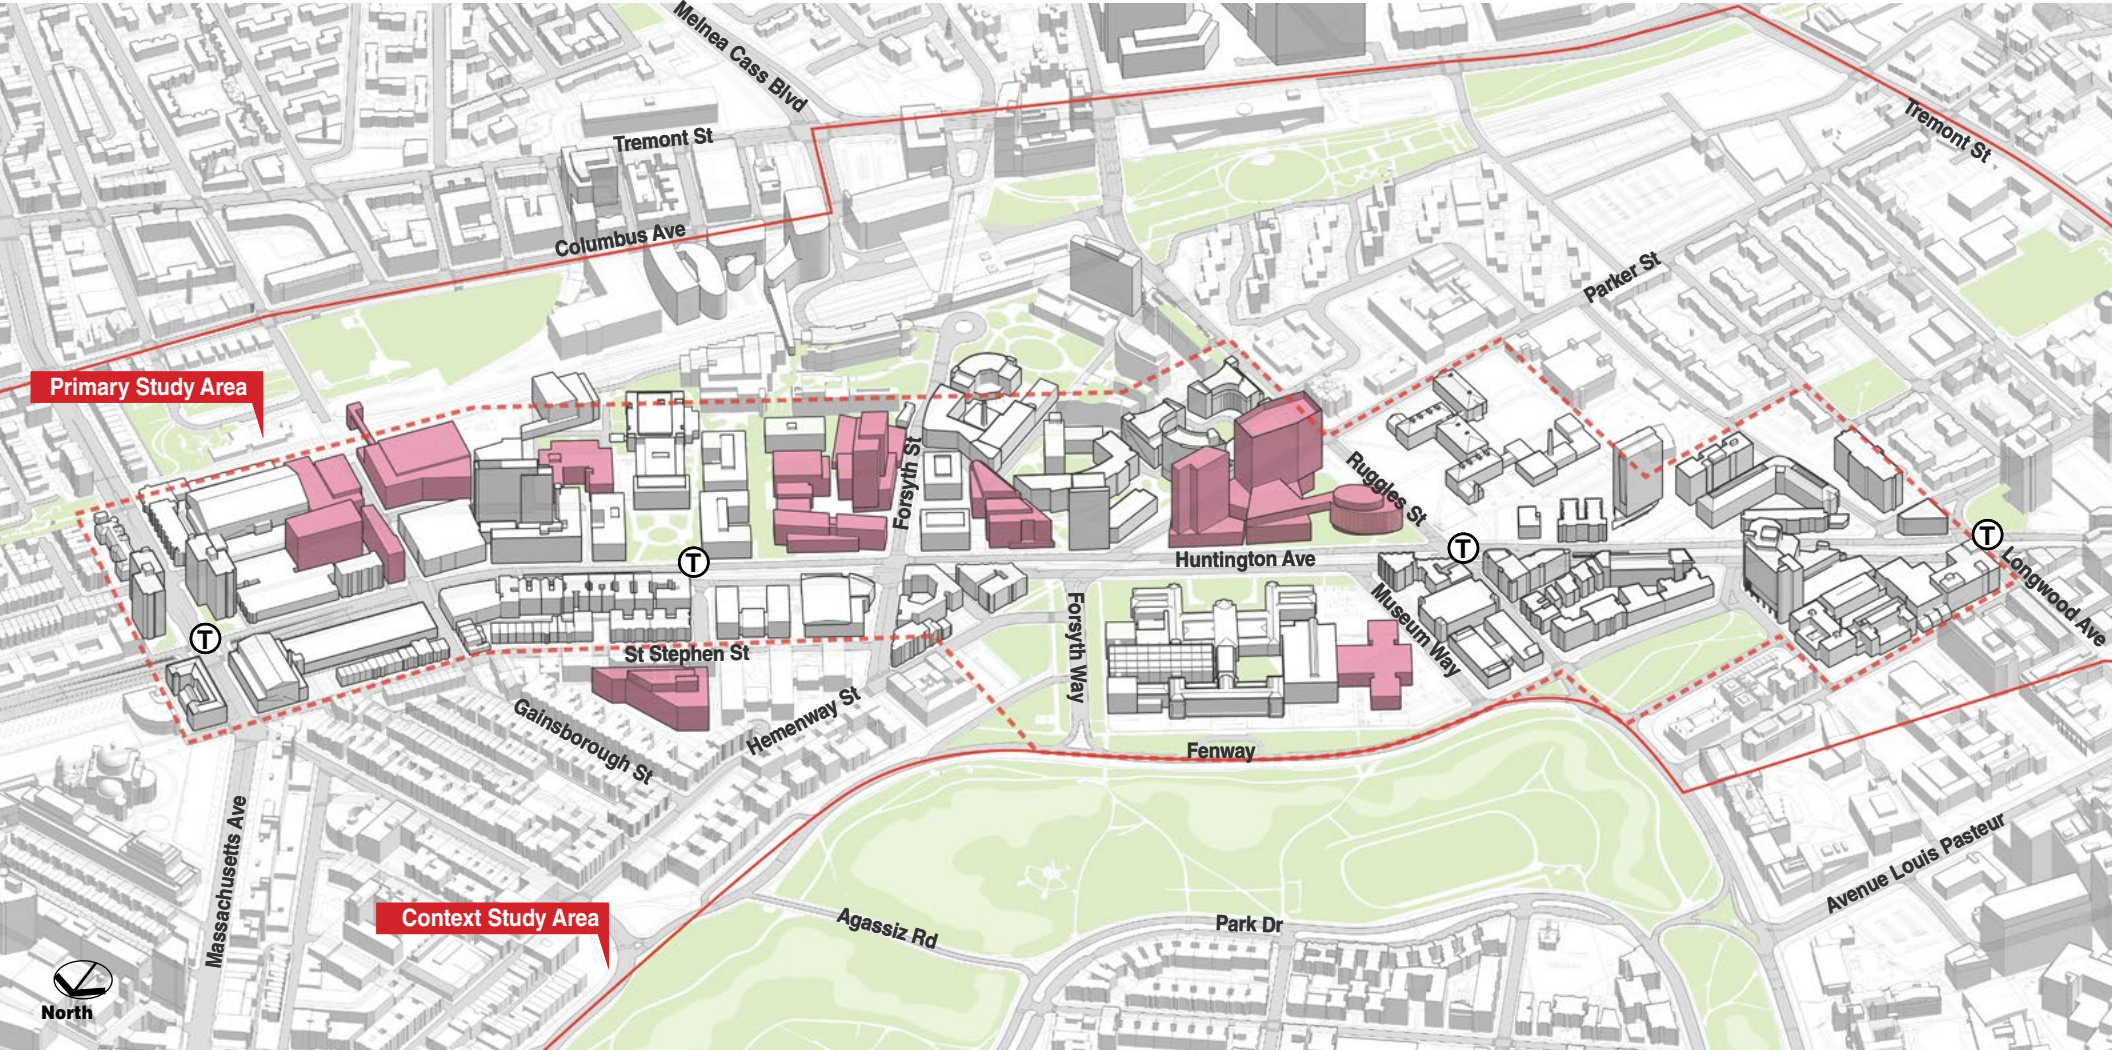 Melnea Cass Blvd
Tremont St
Tremont St
Columbus Ave
Parker St
Primary Study Area
Forsyth St
Ruggles St
T
Huntington Ave
T
T
Longwood Ave
T
Forsyth Way
Museum Way
St Stephen St
Gainsborough St
Hemenway St
Fenway
Massachusetts Ave
Context Study Area
Agassiz Rd
Park Dr
Avenue Louis Pasteur
North